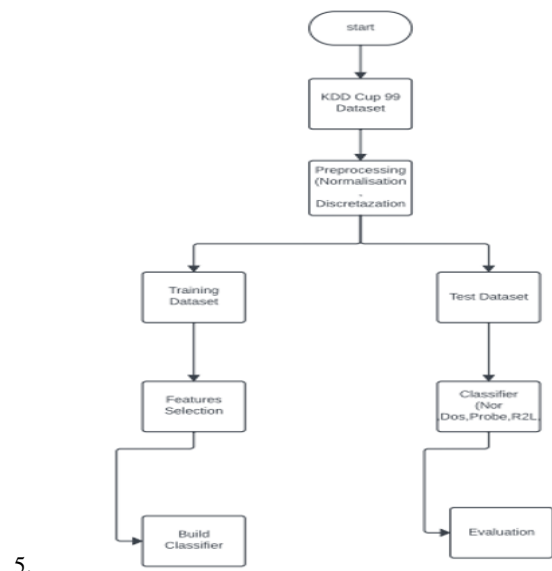 start
KDD Cup 99
Dataset
Preprocessing
(Normalisation
-
Discretazation
Training
Dataset
Test Dataset
Features
Selection
Classifier
(Nor
,Dos,Probe,R2L,
Build
Classifier
Evaluation
5.